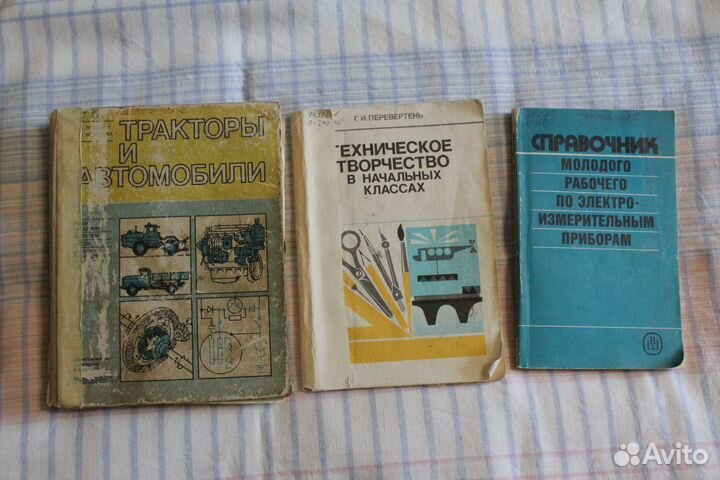 ТРАКТОРЫ
И
АВТОМОБИЛИ
Г. И. ПЕРЕВЕРТЕНЬ
ТЕХНИЧЕСКОЕ
ТВОРЧЕСТВО
В НАЧАЛЬНЫХ
КЛАССАХ
СПРАВОЧНИК
МОЛОДОГО
РАБОЧЕГО
ПО ЭЛЕКТРО-
ИЗМЕРИТЕЛЬНЫМ
ПРИБОРАМ
Avito